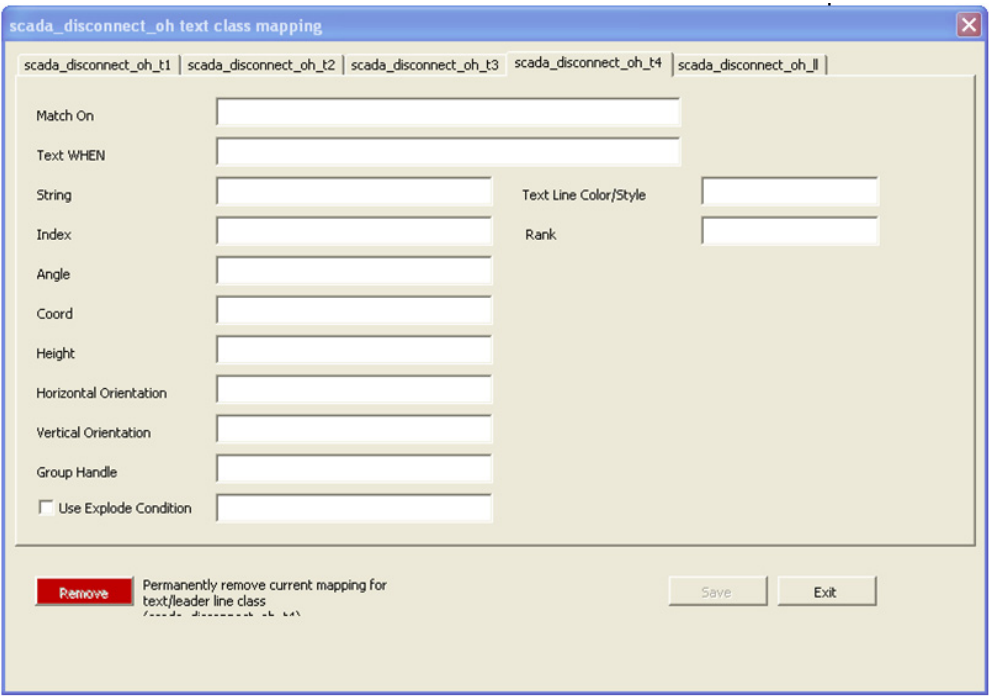 scada_disconnect_oh text class mapping
scada_disconnect_oh_t1 scada_disconnect_oh_t2 scada_disconnect_oh_t3 scada_disconnect_oh_t4 scada_disconnect_oh_ll
Match On
Text WHEN
String Text Line Color/Style
Index Rank
Angle
Coord
Height
Horizontal Orientation
Vertical Orientation
Group Handle
Use Explode Condition
Remove Permanently remove current mapping for Save Exit
text/leader line class
(scada_disconnect_oh_t4)